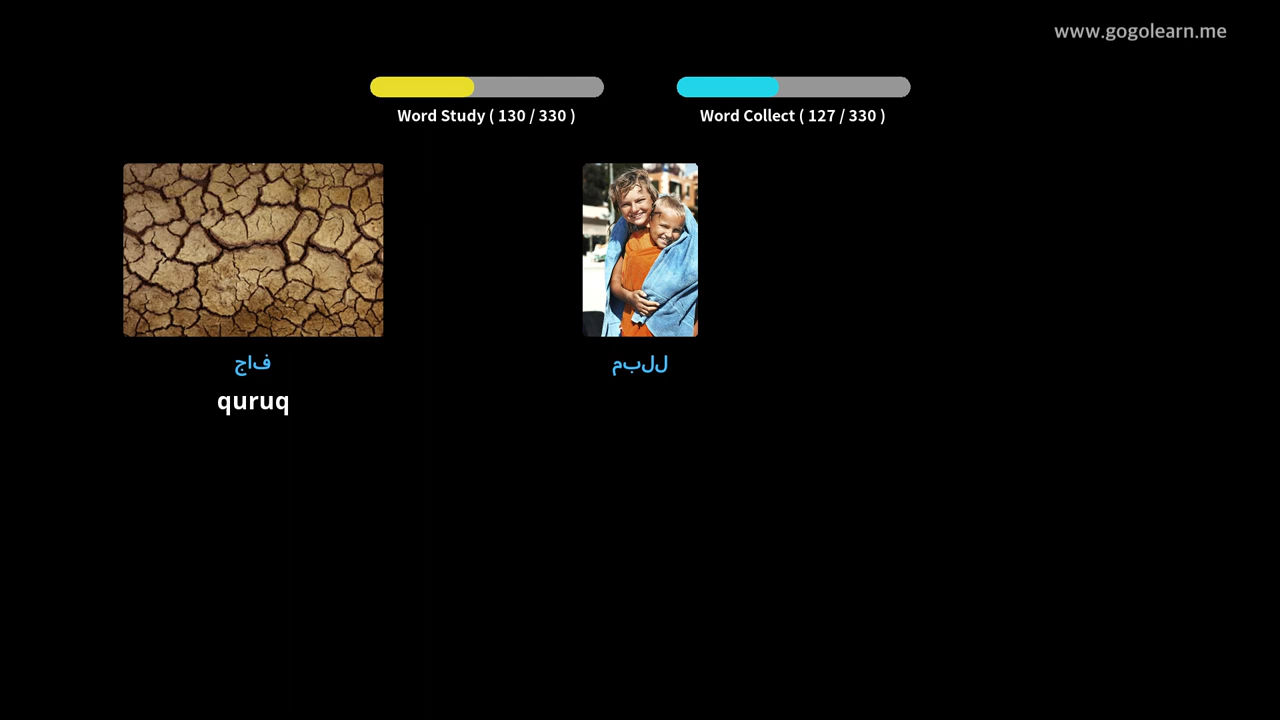 www.gogolearn.me
Word Study ( 130 / 330 )
Word Collect ( 127 / 330 )
جاف
quruq
مبلل